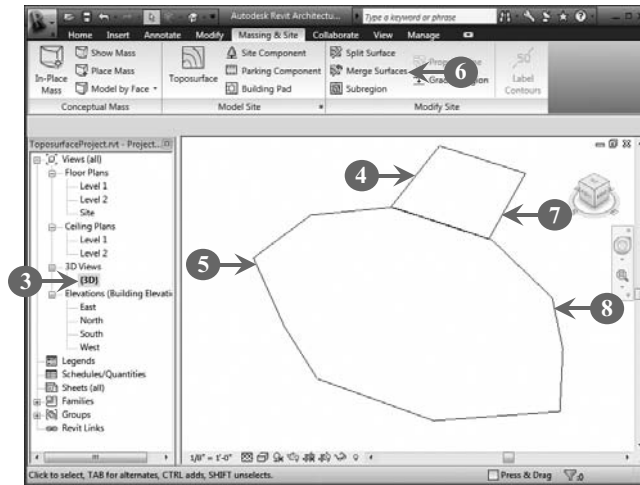 Autodesk Revit Architectu...
Type a keyword or phrase
Home Insert Annotate Modify Massing & Site Collaborate View Manage
In-Place Mass
Show Mass
Place Mass
Model by Face
Conceptual Mass
Toposurface
Site Component
Parking Component
Building Pad
Model Site
Split Surface
Merge Surfaces
Subregion
6
Modify Site
.50
Label Contours
ToposurfaceProject.rvt - Project...
Views (all)
Floor Plans
Level 1
Level 2
Site
Ceiling Plans
Level 1
Level 2
3D Views
3
{3D}
Elevations (Building Elevati
East
North
South
West
Legends
Schedules/Quantities
Sheets (all)
Families
Groups
Revit Links
4
7
5
8
1/8" = 1'-0"
Click to select, TAB for alternates, CTRL adds, SHIFT unselects.
Press & Drag
:0